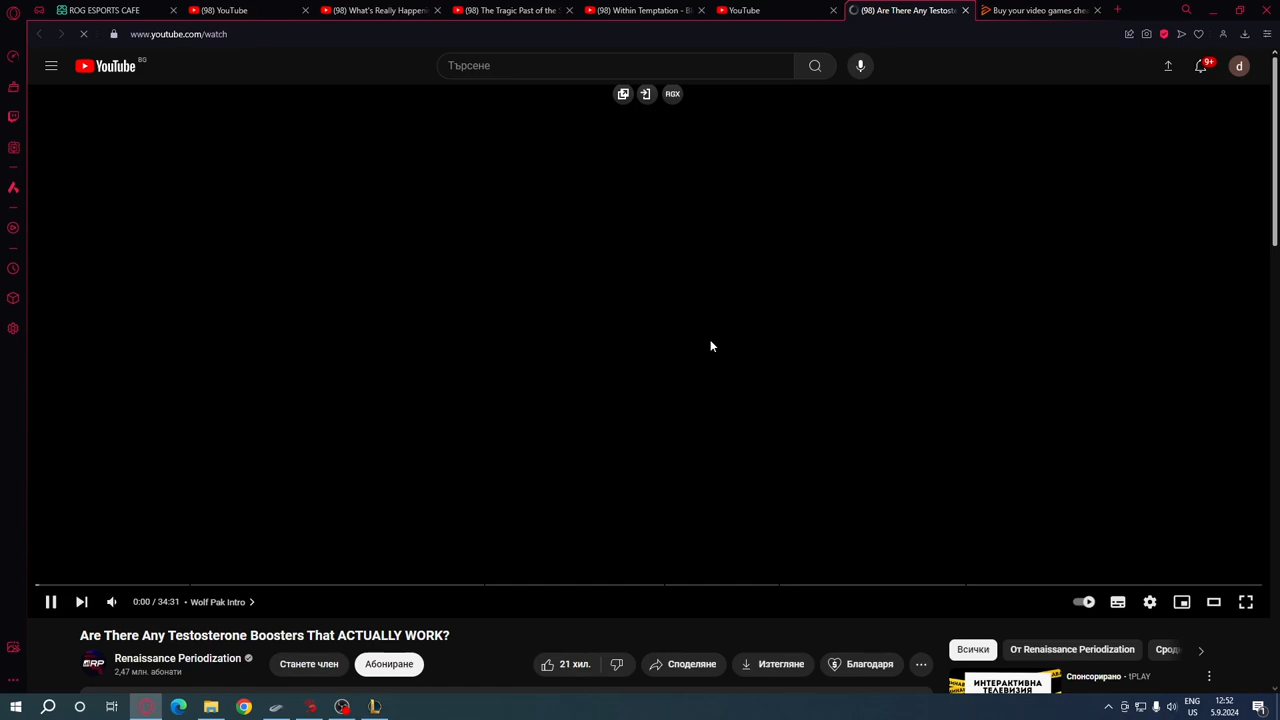 ROG ESPORTS CAFE
(98) YouTube
(98) What's Really Happeni
(98) The Tragic Past of the
(98) Within Temptation - Bl
YouTube
(98) Are There Any Testost
Buy your video games chea
www.youtube.com/watch
YouTube BG
Търсене
9+
d
RGX
0:00 / 34:31 • Wolf Pak Intro
Are There Any Testosterone Boosters That ACTUALLY WORK?
RP
Renaissance Periodization
2,47 млн. абонати
Станете член
Абониране
21 хил.
Споделяне
Изтегляне
Благодаря
Всички
От Renaissance Periodization
Срод
ИНТЕРАКТИВНА
ТЕЛЕВИЗИЯ
Спонсорирано • tPLAY
ENG
US
12:52
5.9.2024